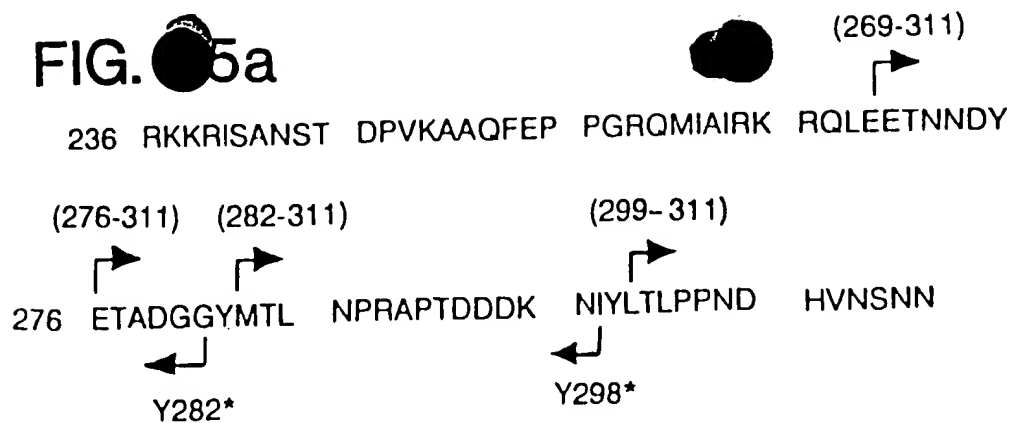 FIG. 5a
(269-311)
236 RKKRISANST DPVKAAQFEP PGRQMIAIRK RQLEETNNDY
(276-311) (282-311) (299-311)
276 ETADGGYMTL NPRAPTDDDK NIYLTLPPND HVNSNN
Y282* Y298*